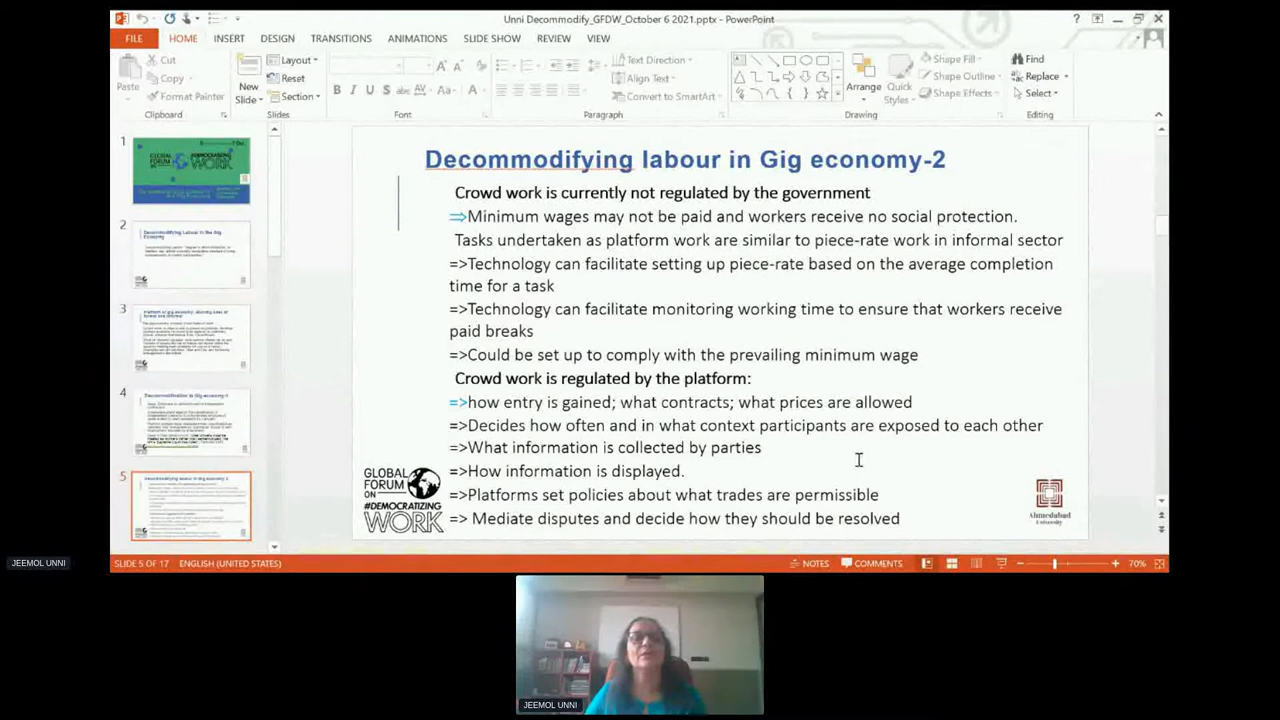 Unni Decommodify_GFDW_October 6 2021.pptx - PowerPoint
FILE HOME INSERT DESIGN TRANSITIONS ANIMATIONS SLIDE SHOW REVIEW VIEW
Cut
Copy
Format Painter
Paste
Clipboard
New
Slide
Layout
Reset
Section
Slides
Font
Text Direction
Align Text
Convert to SmartArt
Paragraph
Arrange
Quick
Styles
Shape Fill
Shape Outline
Shape Effects
Drawing
Find
Replace
Select
Editing
1
2
3
4
5
Decommodifying labour in Gig economy-2
Crowd work is currently not regulated by the government
⇒Minimum wages may not be paid and workers receive no social protection.
Tasks undertaken as platform work are similar to piece-rate work in informal sector
=>Technology can facilitate setting up piece-rate based on the average completion
time for a task
=>Technology can facilitate monitoring working time to ensure that workers receive
paid breaks
=>Could be set up to comply with the prevailing minimum wage
Crowd work is regulated by the platform:
=>how entry is gained; what contracts; what prices are allowed
=>Decides how often and in what context participants are exposed to each other
=>What information is collected by parties
=>How information is displayed.
=>Platforms set policies about what trades are permissible
=> Mediate disputes and decide how they should be resolved
GLOBAL
FORUM
ON
#DEMOCRATIZING
WORK
Ahmedabad
University
SLIDE 5 OF 17 ENGLISH (UNITED STATES) NOTES COMMENTS 70%
JEEMOL UNNI
JEEMOL UNNI